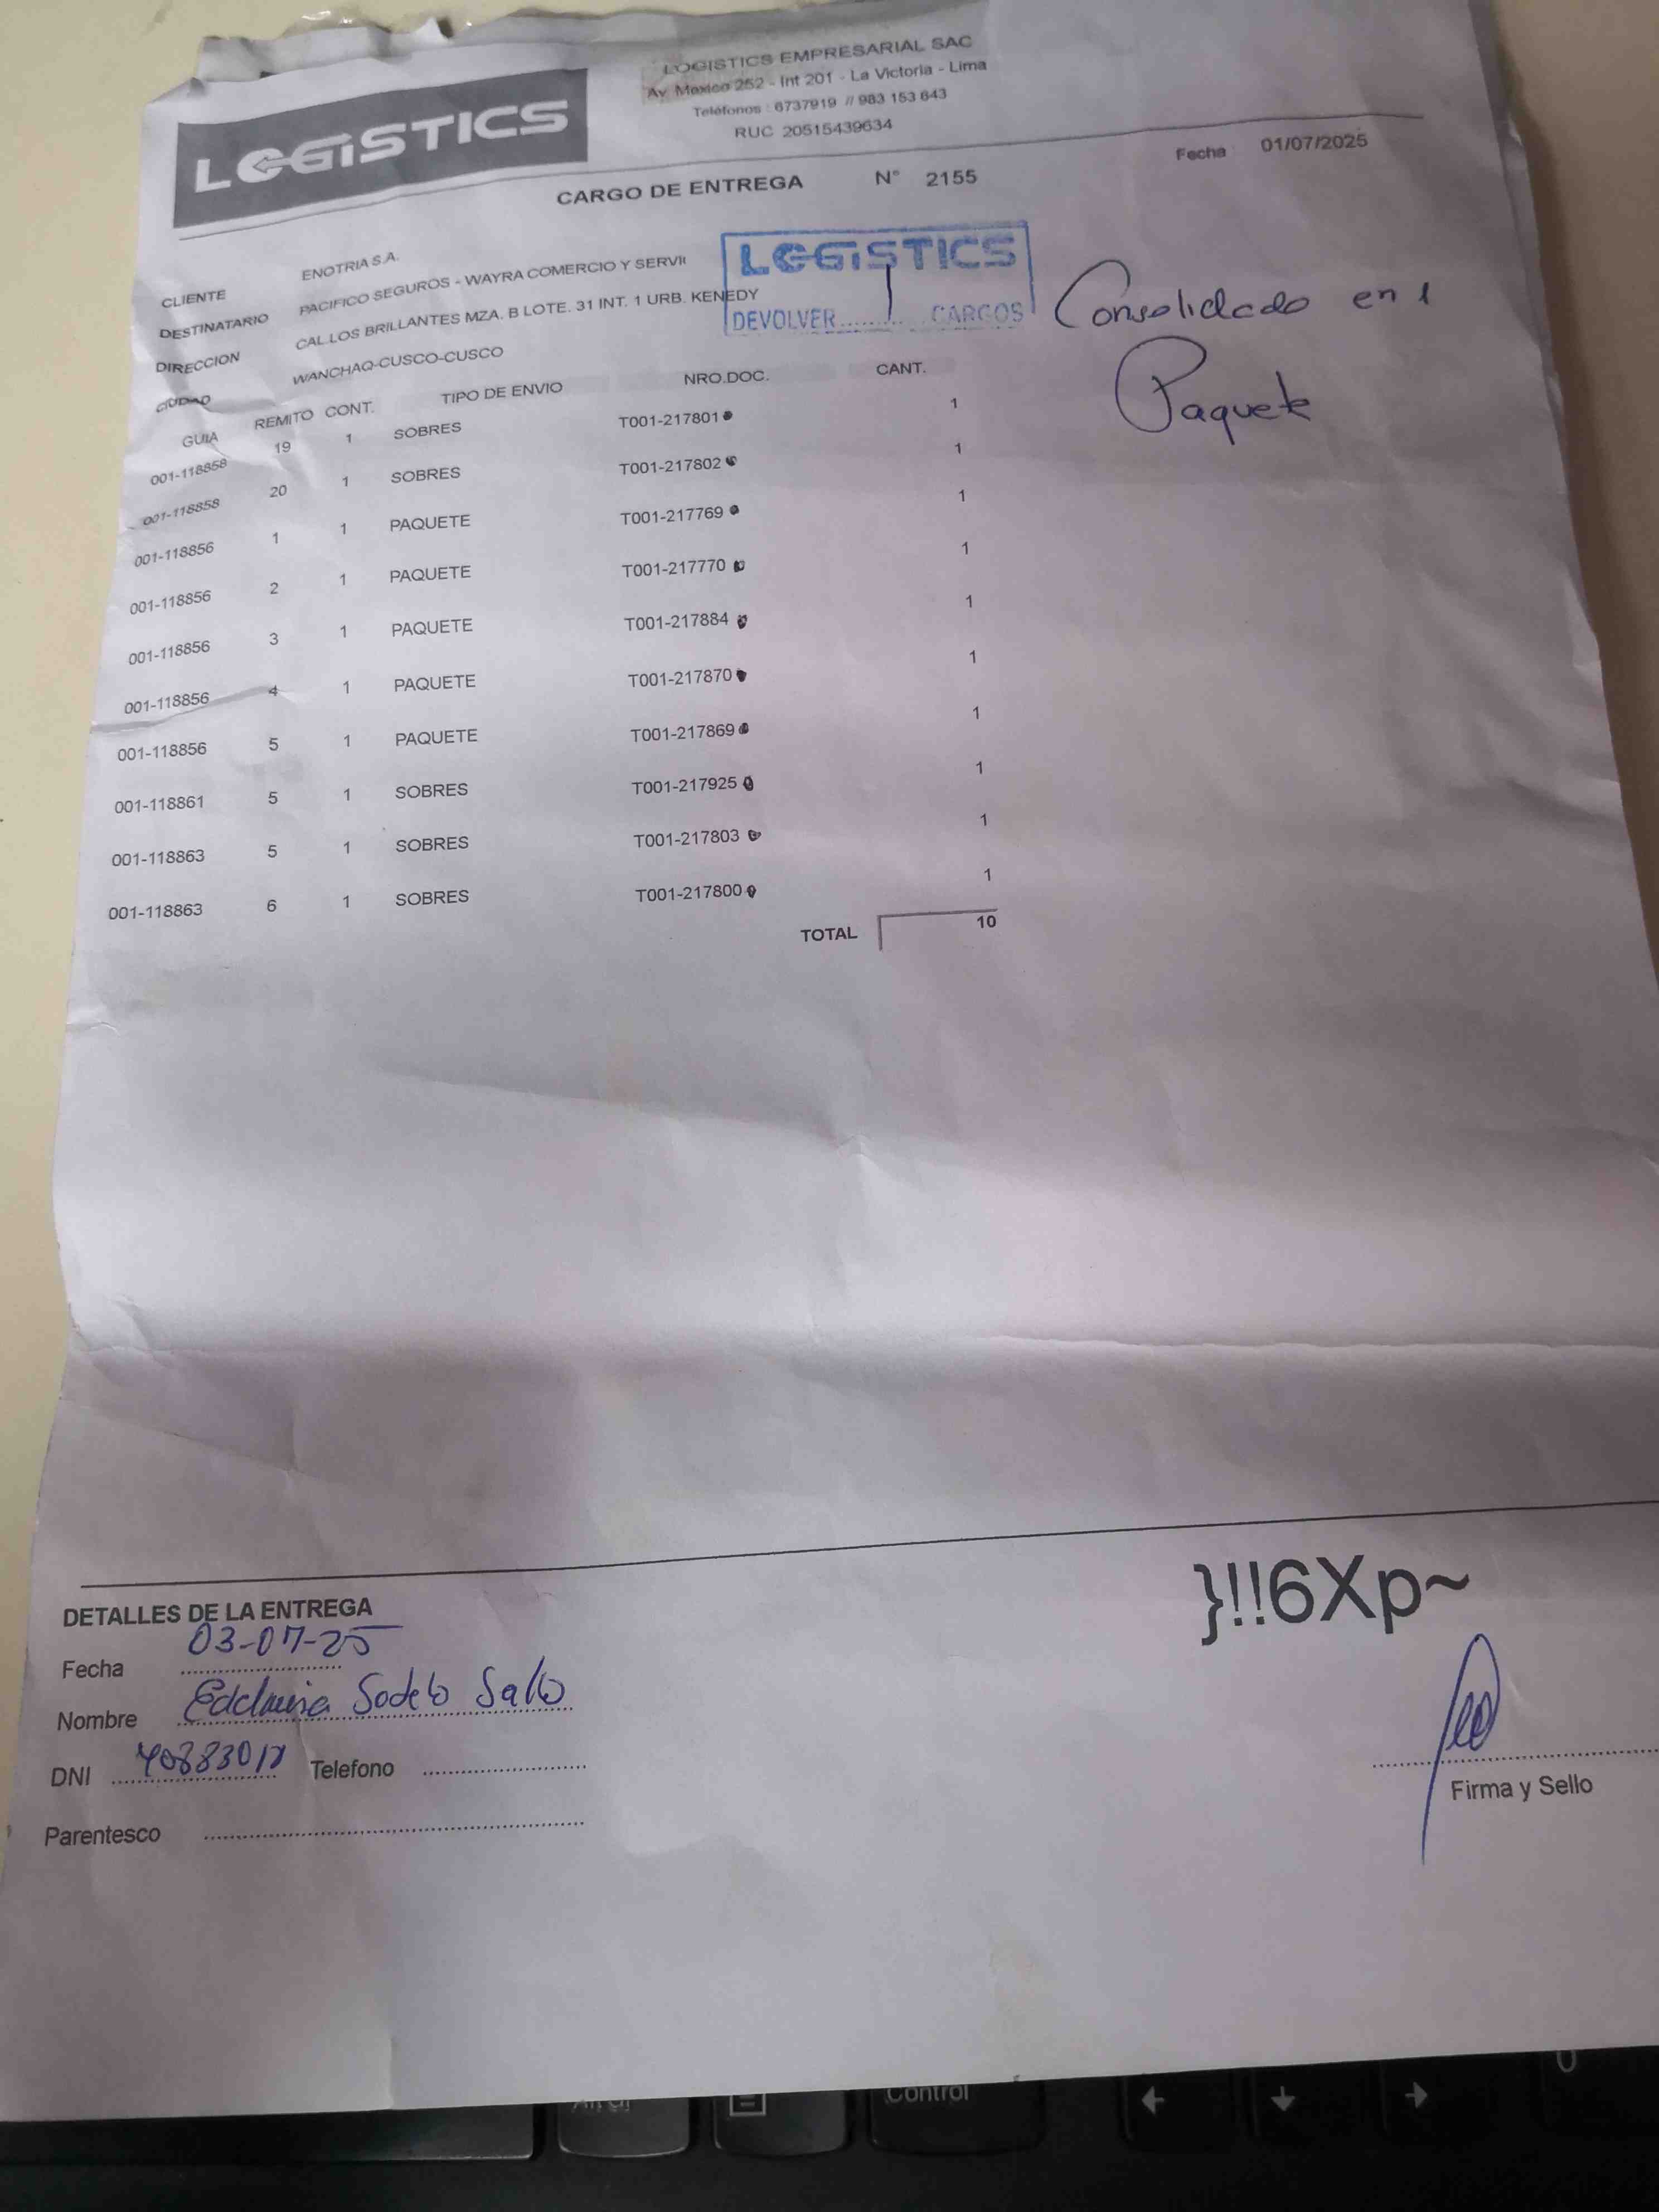 LOGISTICS
LOGISTICS EMPRESARIAL SAC
Av. Mexico 252 - Int 201 - La Victoria - Lima
Teléfonos : 6737919 // 983 153 643
RUC 20515439634
Fecha 01/07/2025
CARGO DE ENTREGA N° 2155
CLIENTE ENOTRIA S.A.
DESTINATARIO PACIFICO SEGUROS - WAYRA COMERCIO Y SERVI
DIRECCION CAL.LOS BRILLANTES MZA. B LOTE. 31 INT. 1 URB. KENEDY
CIUDAD WANCHAQ-CUSCO-CUSCO
LOGISTICS
DEVOLVER 1 CARGOS
Consolidado en 1
Paquete
GUIA REMITO CONT. TIPO DE ENVIO NRO.DOC. CANT.
001-118858 19 1 SOBRES T001-217801 1
001-118858 20 1 SOBRES T001-217802 1
001-118856 1 1 PAQUETE T001-217769 1
001-118856 2 1 PAQUETE T001-217770 1
001-118856 3 1 PAQUETE T001-217884 1
001-118856 4 1 PAQUETE T001-217870 1
001-118856 5 1 PAQUETE T001-217869 1
001-118861 5 1 SOBRES T001-217925 1
001-118863 5 1 SOBRES T001-217803 1
001-118863 6 1 SOBRES T001-217800 1
TOTAL 10
}!!6Xp~
DETALLES DE LA ENTREGA
Fecha 03-07-25
Nombre Sotelo Sallo
DNI Telefono
Parentesco
Firma y Sello
Control